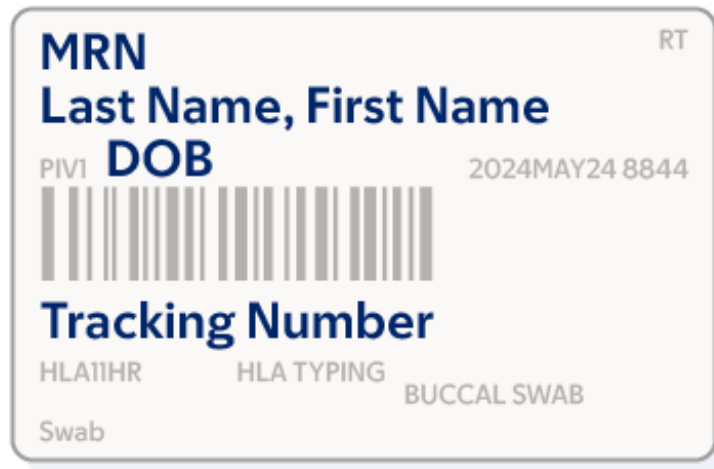 MRN RT
Last Name, First Name
PIV1 DOB 2024MAY24 8844
Tracking Number
HLA11HR HLA TYPING
BUCCAL SWAB
Swab